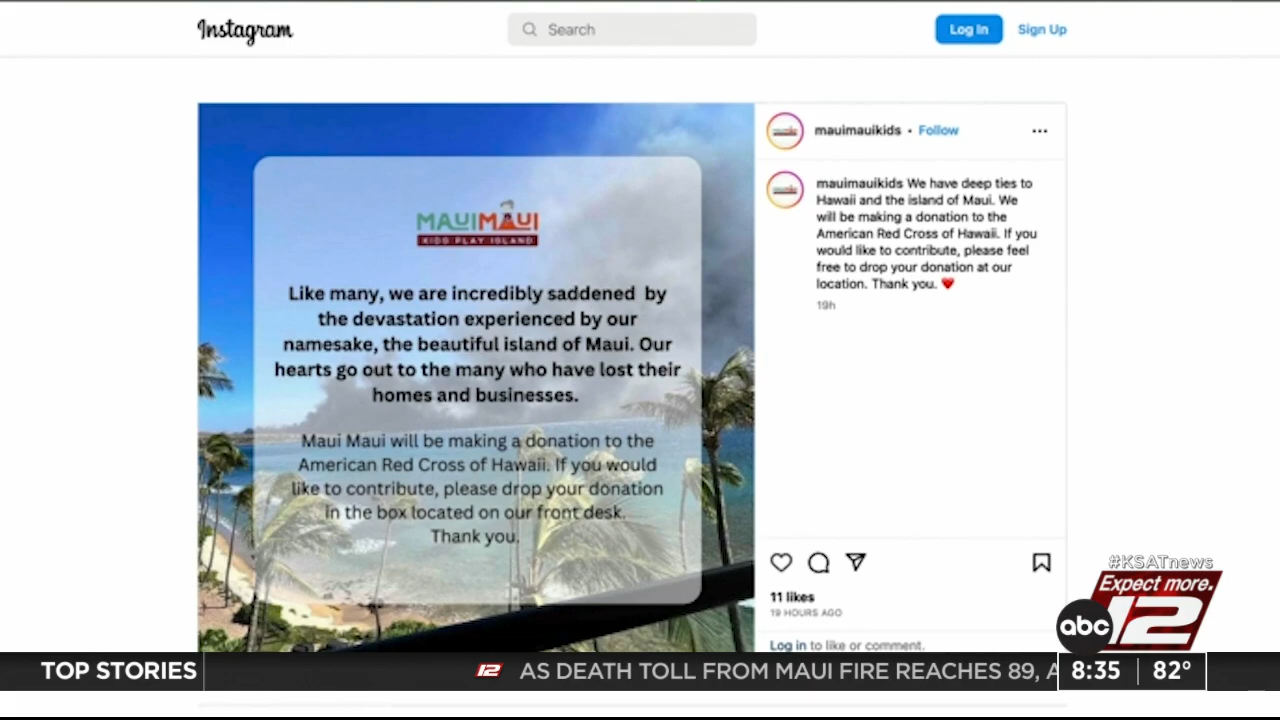 Instagram
Search
Log In
Sign Up
MAUIMAUI
KIDS PLAY ISLAND
Like many, we are incredibly saddened by
the devastation experienced by our
namesake, the beautiful island of Maui. Our
hearts go out to the many who have lost their
homes and businesses.
Maui Maui will be making a donation to the
American Red Cross of Hawaii. If you would
like to contribute, please drop your donation
in the box located on our front desk.
Thank you.
mauimauikids • Follow
mauimauikids We have deep ties to
Hawaii and the island of Maui. We
will be making a donation to the
American Red Cross of Hawaii. If you
would like to contribute, please feel
free to drop your donation at our
location. Thank you. ❤
19h
11 likes
19 HOURS AGO
Log in to like or comment.
#KSATnews
Expect more.
abc 12
TOP STORIES
12 AS DEATH TOLL FROM MAUI FIRE REACHES 89, A
8:35 82°